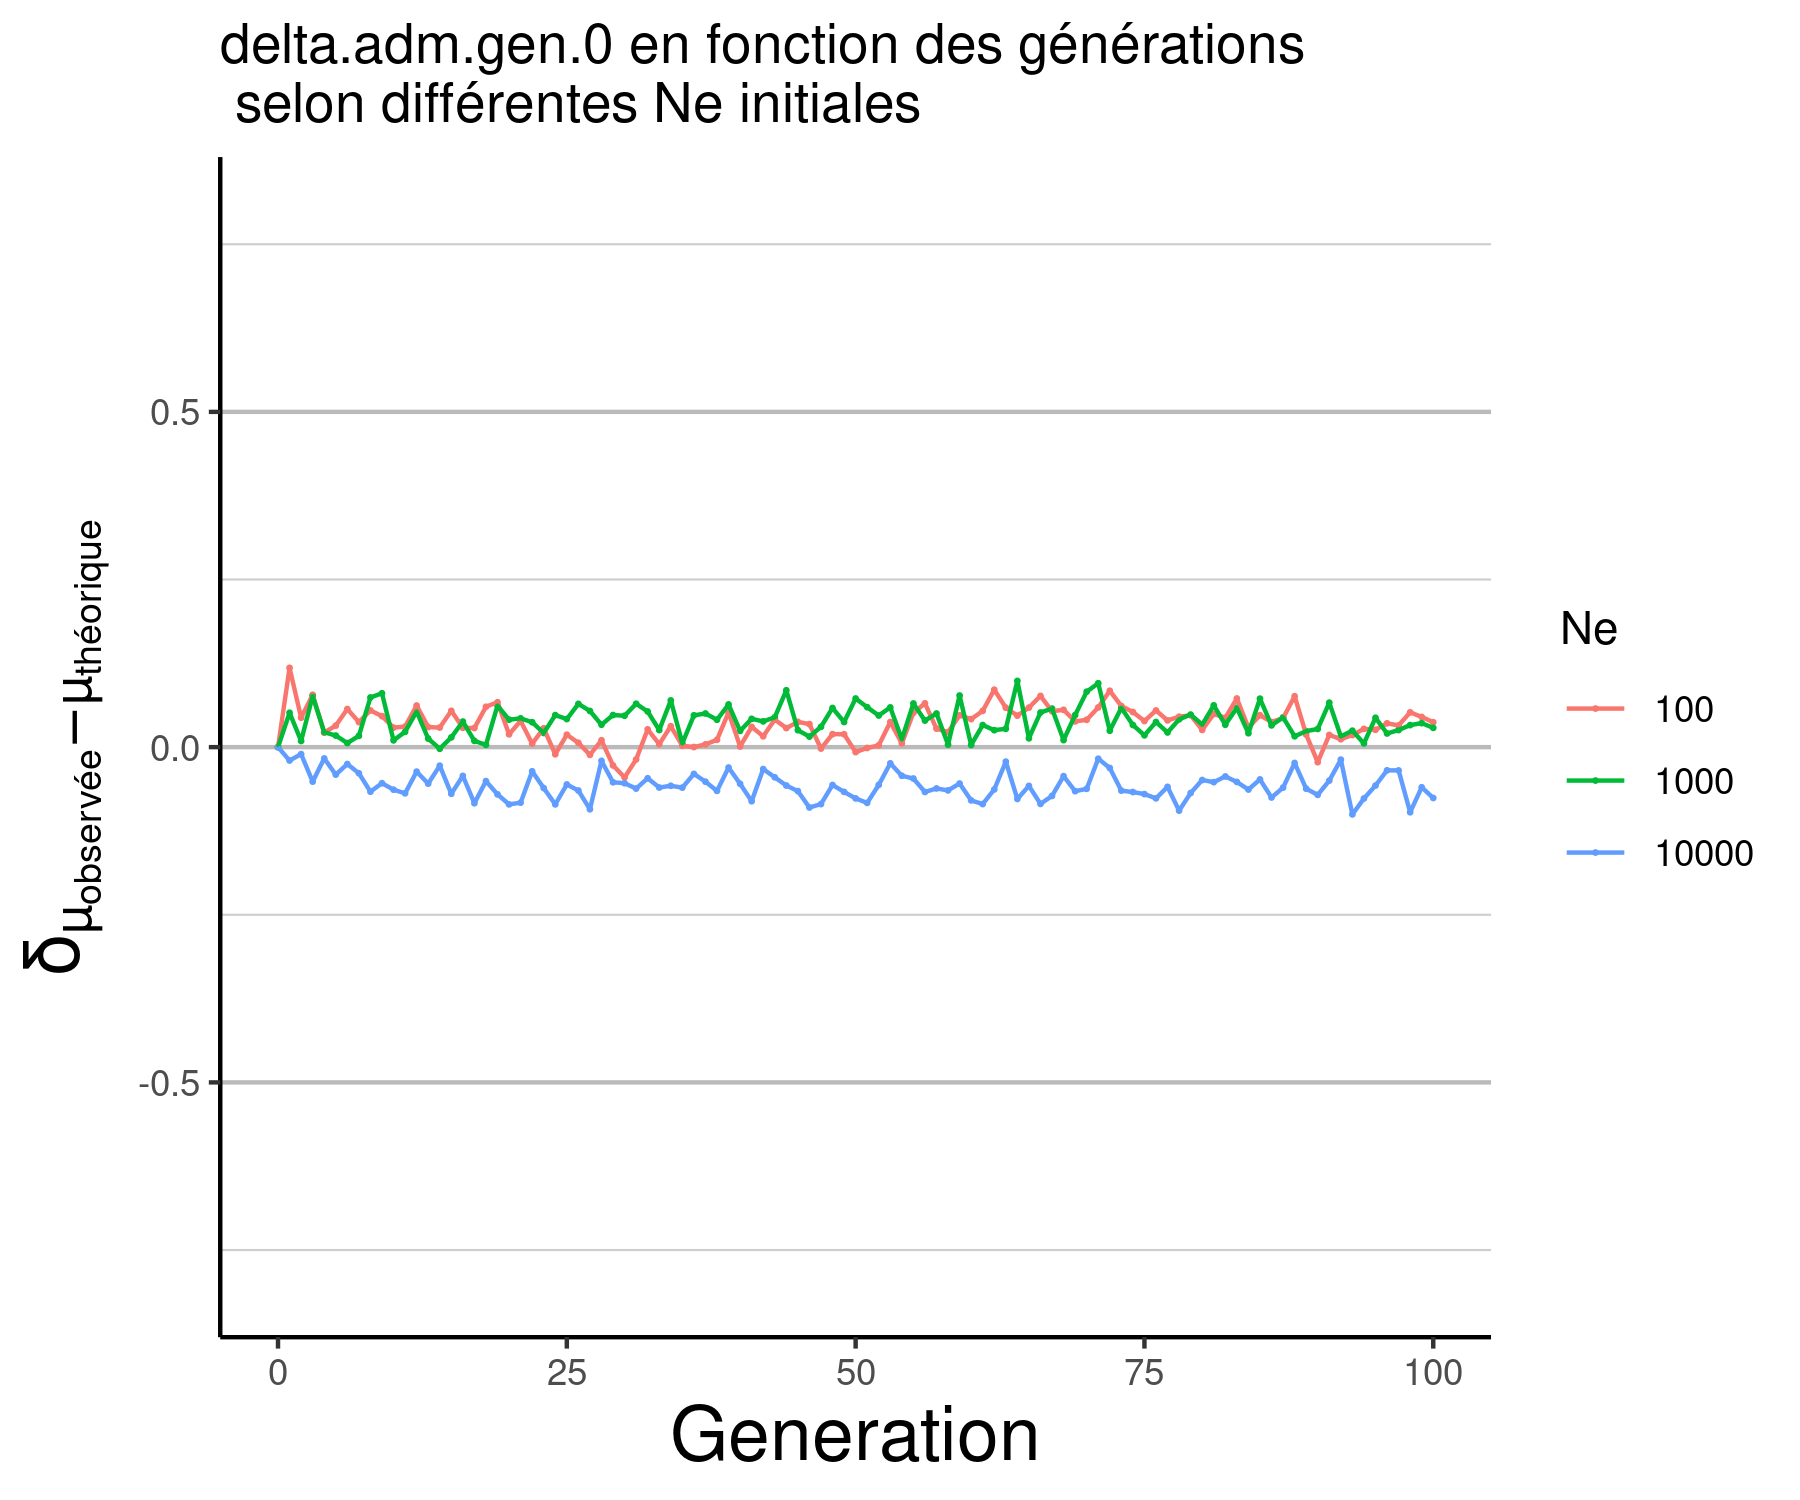 delta.adm.gen.0 en fonction des générations
selon différentes Ne initiales
δμobservée − μthéorique
0.5
0.0
-0.5
0 25 50 75 100
Generation
Ne
100
1000
10000